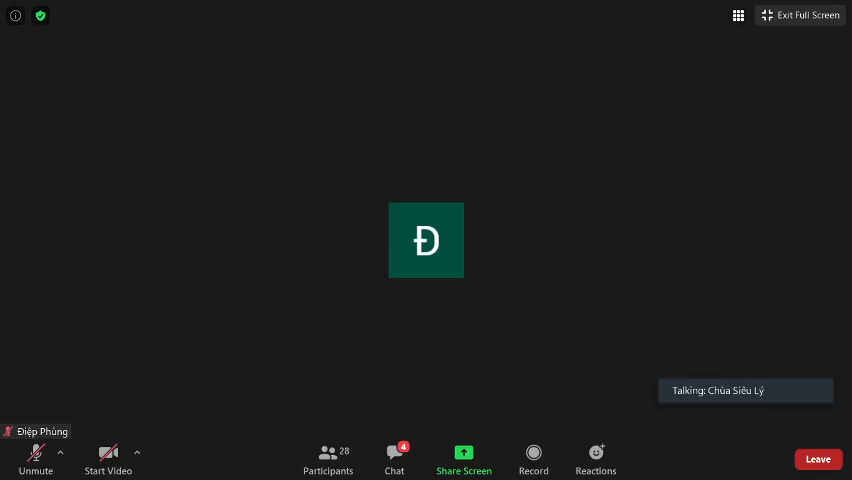 Exit Full Screen
Đ
Talking: Chùa Siêu Lý
Điệp Phùng
28
4
Unmute
Start Video
Participants
Chat
Share Screen
Record
Reactions
Leave